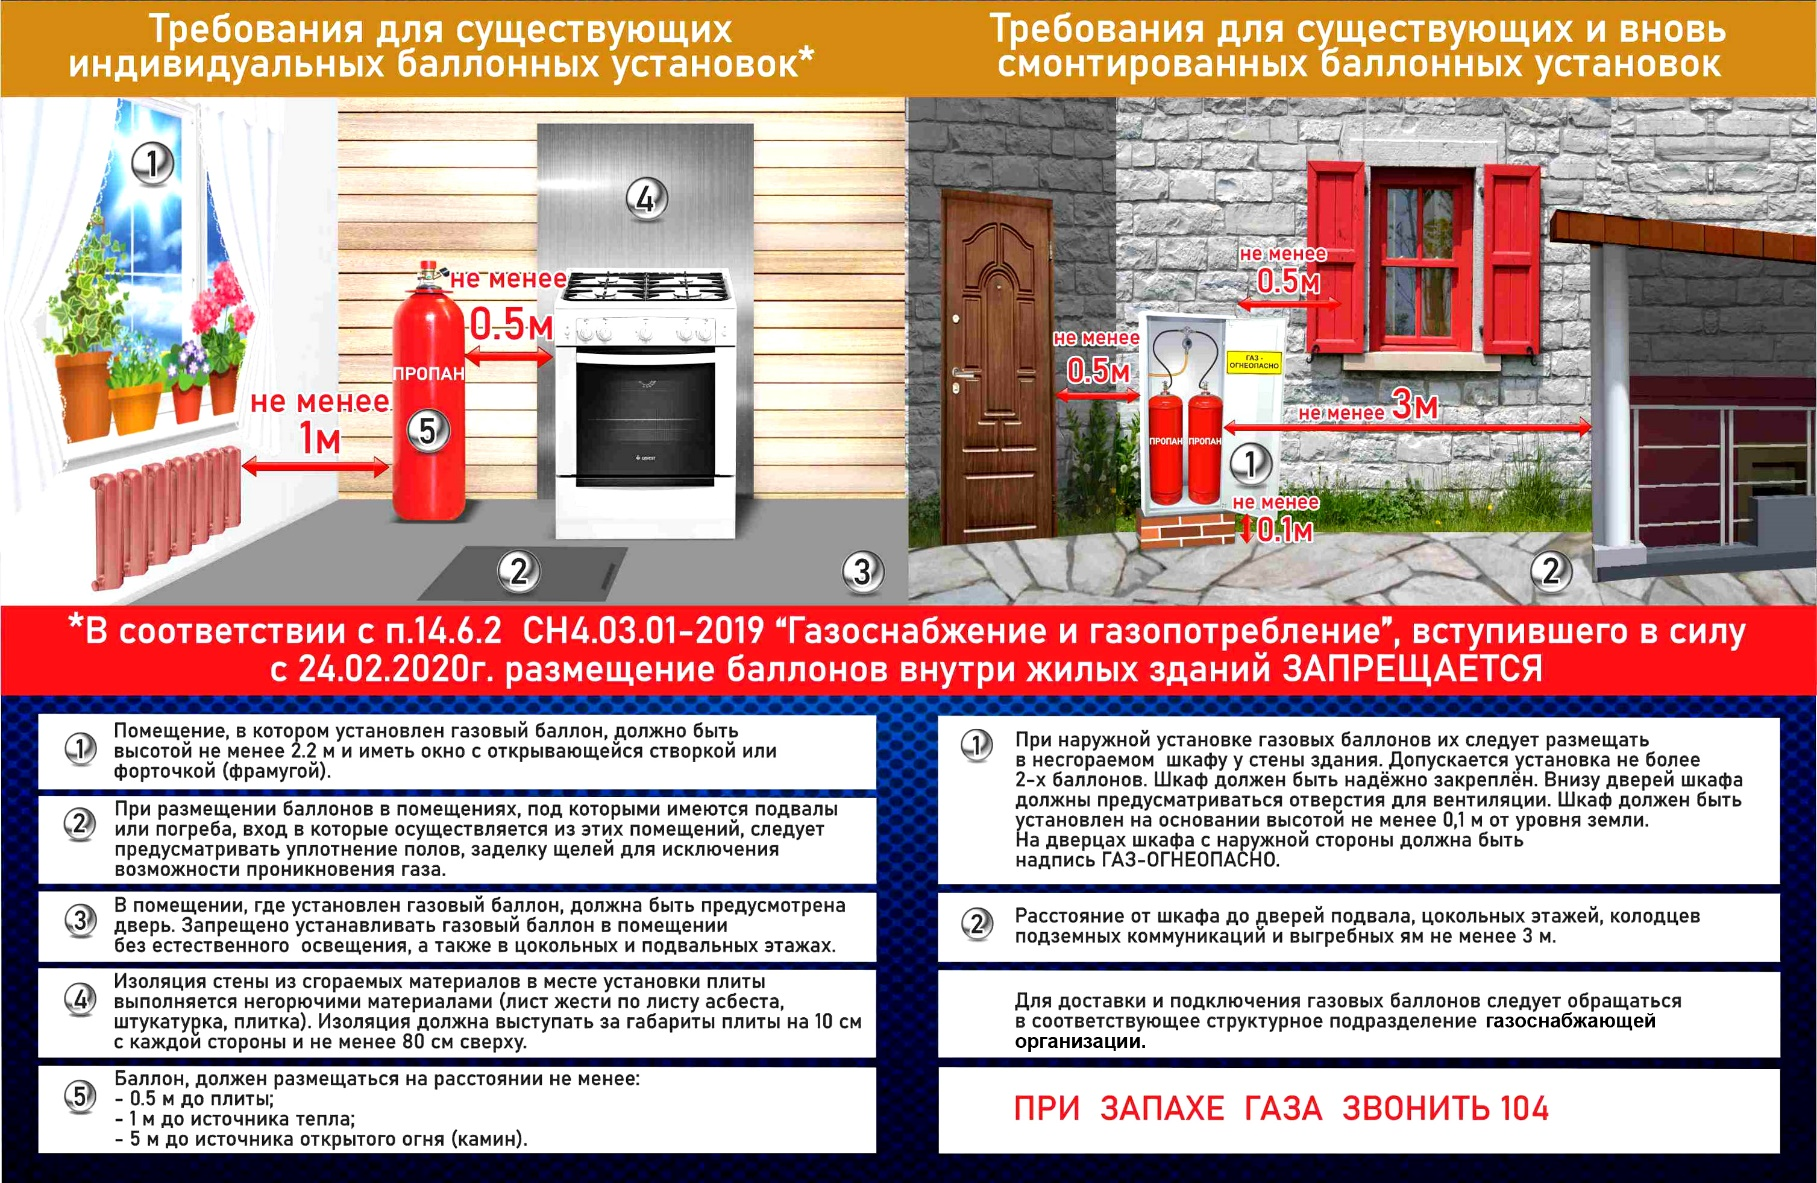 Требования для существующих
индивидуальных баллонных установок*
Требования для существующих и вновь
смонтированных баллонных установок
1
4
не менее
0.5м
ПРОПАН
не менее
1м
5
2
3
не менее
0.5м
не менее
0.5м
ГАЗ -
ОГНЕОПАСНО
не менее 3м
ПРОПАН ПРОПАН
1
не менее
0.1м
2
*В соответствии с п.14.6.2 СН4.03.01-2019 “Газоснабжение и газопотребление”, вступившего в силу
с 24.02.2020г. размещение баллонов внутри жилых зданий ЗАПРЕЩАЕТСЯ
1
Помещение, в котором установлен газовый баллон, должно быть
высотой не менее 2.2 м и иметь окно с открывающейся створкой или
форточкой (фрамугой).
2
При размещении баллонов в помещениях, под которыми имеются подвалы
или погреба, вход в которые осуществляется из этих помещений, следует
предусматривать уплотнение полов, заделку щелей для исключения
возможности проникновения газа.
3
В помещении, где установлен газовый баллон, должна быть предусмотрена
дверь. Запрещено устанавливать газовый баллон в помещении
без естественного освещения, а также в цокольных и подвальных этажах.
4
Изоляция стены из сгораемых материалов в месте установки плиты
выполняется негорючими материалами (лист жести по листу асбеста,
штукатурка, плитка). Изоляция должна выступать за габариты плиты на 10 см
с каждой стороны и не менее 80 см сверху.
5
Баллон, должен размещаться на расстоянии не менее:
- 0.5 м до плиты;
- 1 м до источника тепла;
- 5 м до источника открытого огня (камин).
1
При наружной установке газовых баллонов их следует размещать
в несгораемом шкафу у стены здания. Допускается установка не более
2-х баллонов. Шкаф должен быть надёжно закреплён. Внизу дверей шкафа
должны предусматриваться отверстия для вентиляции. Шкаф должен быть
установлен на основании высотой не менее 0,1 м от уровня земли.
На дверцах шкафа с наружной стороны должна быть
надпись ГАЗ-ОГНЕОПАСНО.
2
Расстояние от шкафа до дверей подвала, цокольных этажей, колодцев
подземных коммуникаций и выгребных ям не менее 3 м.
Для доставки и подключения газовых баллонов следует обращаться
в соответствующее структурное подразделение газоснабжающей
организации.
ПРИ ЗАПАХЕ ГАЗА ЗВОНИТЬ 104